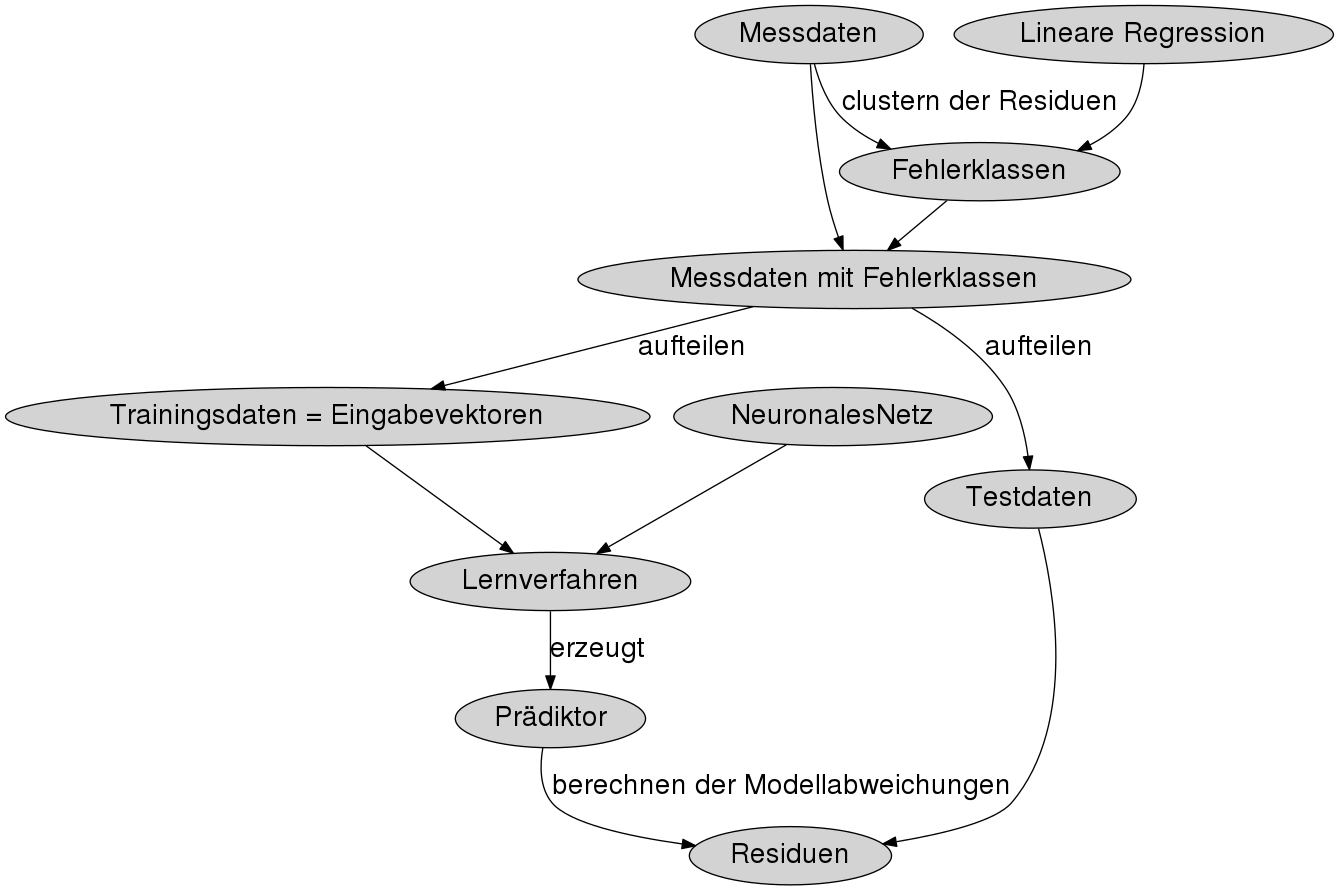 Messdaten
Lineare Regression
clustern der Residuen
Fehlerklassen
Messdaten mit Fehlerklassen
aufteilen
aufteilen
Trainingsdaten = Eingabevektoren
NeuronalesNetz
Testdaten
Lernverfahren
erzeugt
Prädiktor
berechnen der Modellabweichungen
Residuen